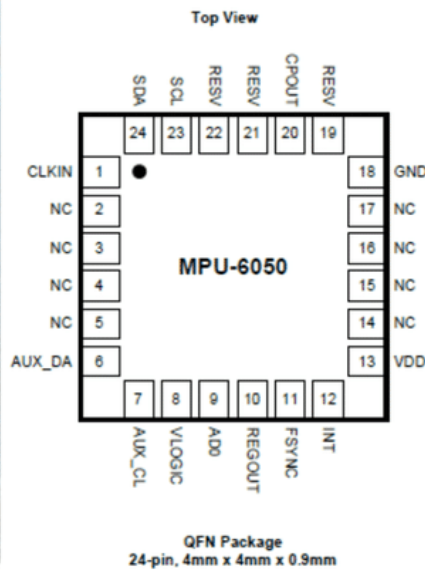 Top View
SDA
SCL
RESV
RESV
CPOUT
RESV
24
23
22
21
20
19
CLKIN 1 18 GND
NC 2 17 NC
NC 3 16 NC
MPU-6050
NC 4 15 NC
NC 5 14 NC
AUX_DA 6 13 VDD
7
8
9
10
11
12
AUX_CL
VLOGIC
AD0
REGOUT
FSYNC
INT
QFN Package
24-pin, 4mm x 4mm x 0.9mm